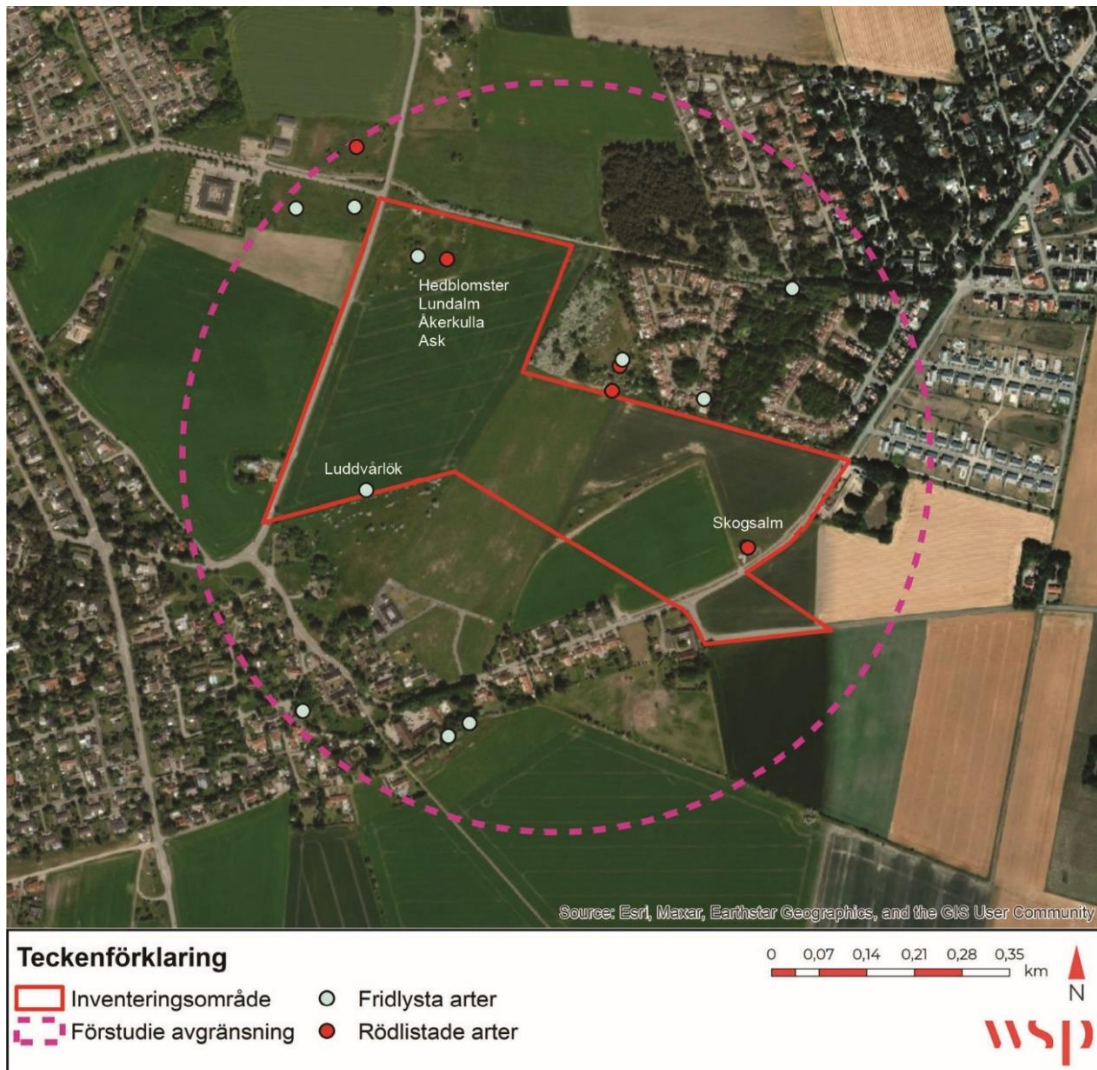 Hedblomster
Lundalm
Åkerkulla
Ask
Luddvårlök
Skogsalm
Source: Esri, Maxar, Earthstar Geographics, and the GIS User Community
Teckenförklaring
Inventeringsområde
Fridlysta arter
Förstudie avgränsning
Rödlistade arter
0 0,07 0,14 0,21 0,28 0,35
km
N
wsp